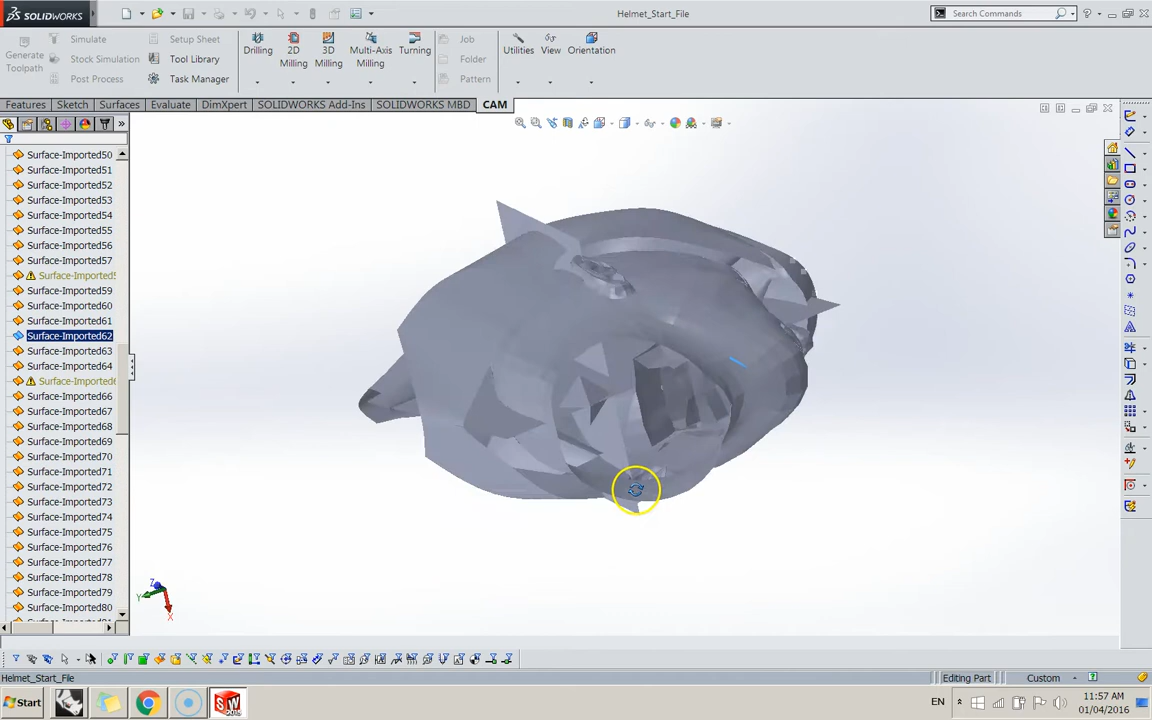 SOLIDWORKS
Helmet_Start_File
Search Commands
Generate
Toolpath
Simulate
Stock Simulation
Post Process
Setup Sheet
Tool Library
Task Manager
Drilling
2D
Milling
3D
Milling
Multi-Axis
Milling
Turning
Job
Folder
Pattern
Utilities
View
Orientation
Features
Sketch
Surfaces
Evaluate
DimXpert
SOLIDWORKS Add-Ins
SOLIDWORKS MBD
CAM
Surface-Imported50
Surface-Imported51
Surface-Imported52
Surface-Imported53
Surface-Imported54
Surface-Imported55
Surface-Imported56
Surface-Imported57
Surface-Imported5
Surface-Imported59
Surface-Imported60
Surface-Imported61
Surface-Imported62
Surface-Imported63
Surface-Imported64
Surface-Imported6
Surface-Imported66
Surface-Imported67
Surface-Imported68
Surface-Imported69
Surface-Imported70
Surface-Imported71
Surface-Imported72
Surface-Imported73
Surface-Imported74
Surface-Imported75
Surface-Imported76
Surface-Imported77
Surface-Imported78
Surface-Imported79
Surface-Imported80
Z
Y
X
Helmet_Start_File
Editing Part
Custom
Start
EN
11:57 AM
01/04/2016